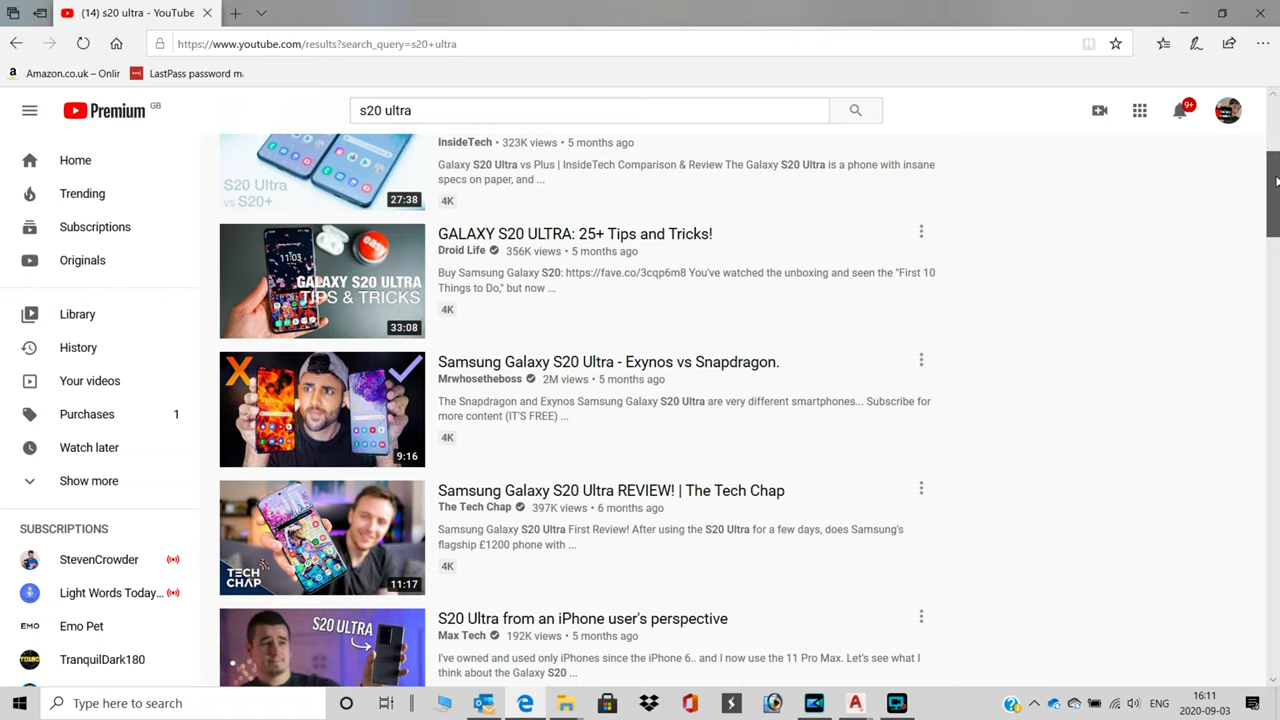 (14) s20 ultra - YouTube
https://www.youtube.com/results?search_query=s20+ultra
Amazon.co.uk – Onlin
LastPass password ma
Premium GB
s20 ultra
9+
Home
Trending
Subscriptions
Originals
Library
History
Your videos
Purchases 1
Watch later
Show more
SUBSCRIPTIONS
StevenCrowder
Light Words Today...
EMO Emo Pet
TranquilDark180
S20 Ultra
vs S20+
27:38
InsideTech • 323K views • 5 months ago
Galaxy S20 Ultra vs Plus | InsideTech Comparison & Review The Galaxy S20 Ultra is a phone with insane
specs on paper, and ...
4K
11:03
easy
GALAXY S20 ULTRA
TIPS & TRICKS
33:08
GALAXY S20 ULTRA: 25+ Tips and Tricks!
Droid Life 356K views • 5 months ago
Buy Samsung Galaxy S20: https://fave.co/3cqp6m8 You've watched the unboxing and seen the "First 10
Things to Do," but now ...
4K
X
9:16
Samsung Galaxy S20 Ultra - Exynos vs Snapdragon.
Mrwhosetheboss 2M views • 5 months ago
The Snapdragon and Exynos Samsung Galaxy S20 Ultra are very different smartphones... Subscribe for
more content (IT'S FREE) ...
4K
TECH
CHAP
11:17
Samsung Galaxy S20 Ultra REVIEW! | The Tech Chap
The Tech Chap 397K views • 6 months ago
Samsung Galaxy S20 Ultra First Review! After using the S20 Ultra for a few days, does Samsung's
flagship £1200 phone with ...
4K
S20 ULTRA
S20 Ultra from an iPhone user's perspective
Max Tech 192K views • 5 months ago
I've owned and used only iPhones since the iPhone 6.. and I now use the 11 Pro Max. Let's see what I
think about the Galaxy S20 ...
Type here to search
ENG
16:11
2020-09-03